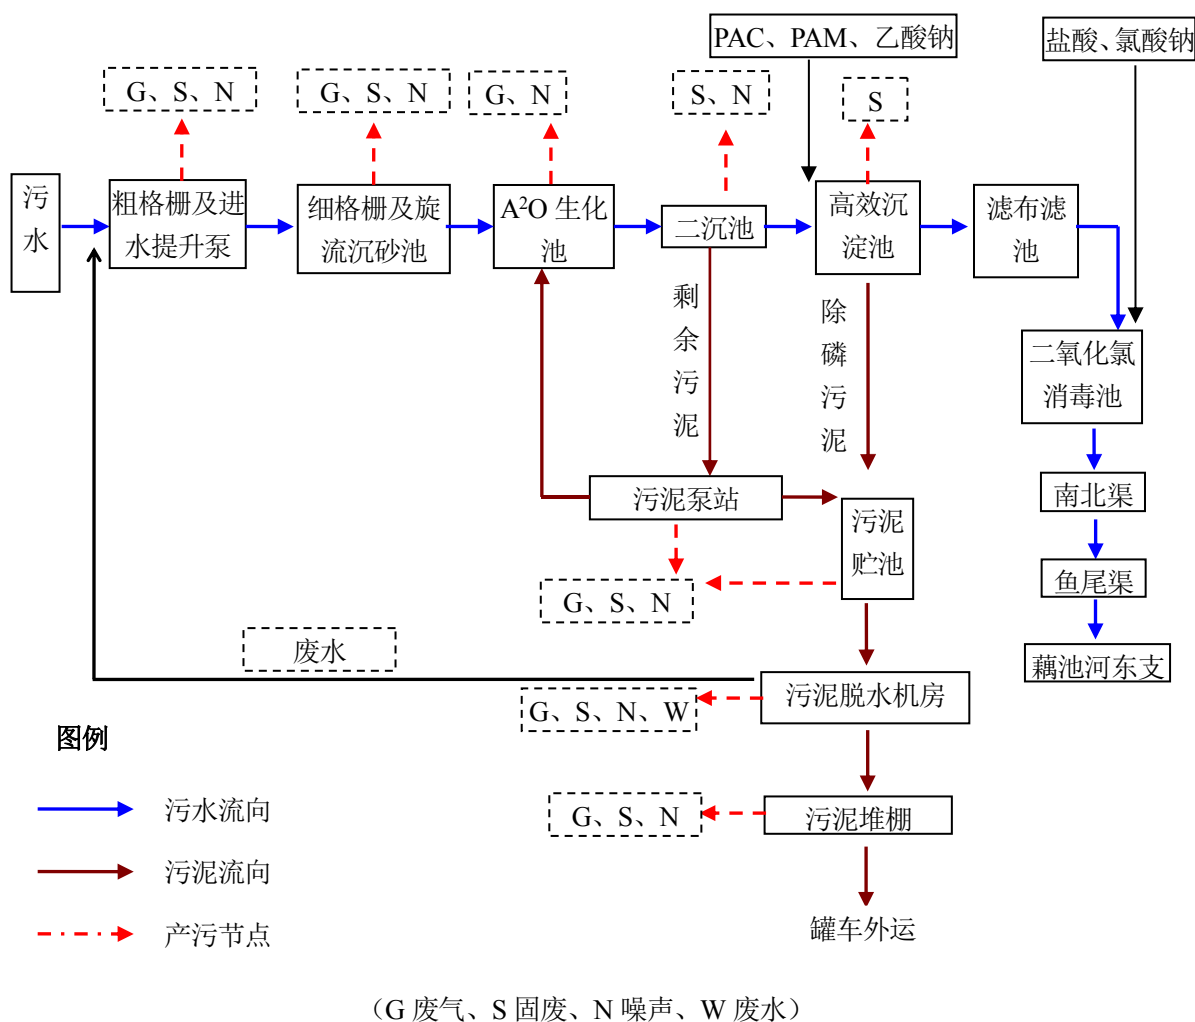 PAC、PAM、乙酸钠
盐酸、氯酸钠
G、S、N
G、S、N
G、N
S、N
S
污
水
粗格栅及进
水提升泵
细格栅及旋
流沉砂池
A²O 生化
池
二沉池
高效沉
淀池
滤布滤
池
剩
余
污
泥
除
磷
污
泥
二氧化氯
消毒池
污泥泵站
污泥
贮池
南北渠
鱼尾渠
藕池河东支
G、S、N
废水
污泥脱水机房
G、S、N、W
图例
污水流向
G、S、N
污泥堆棚
污泥流向
产污节点
罐车外运
（G 废气、S 固废、N 噪声、W 废水）